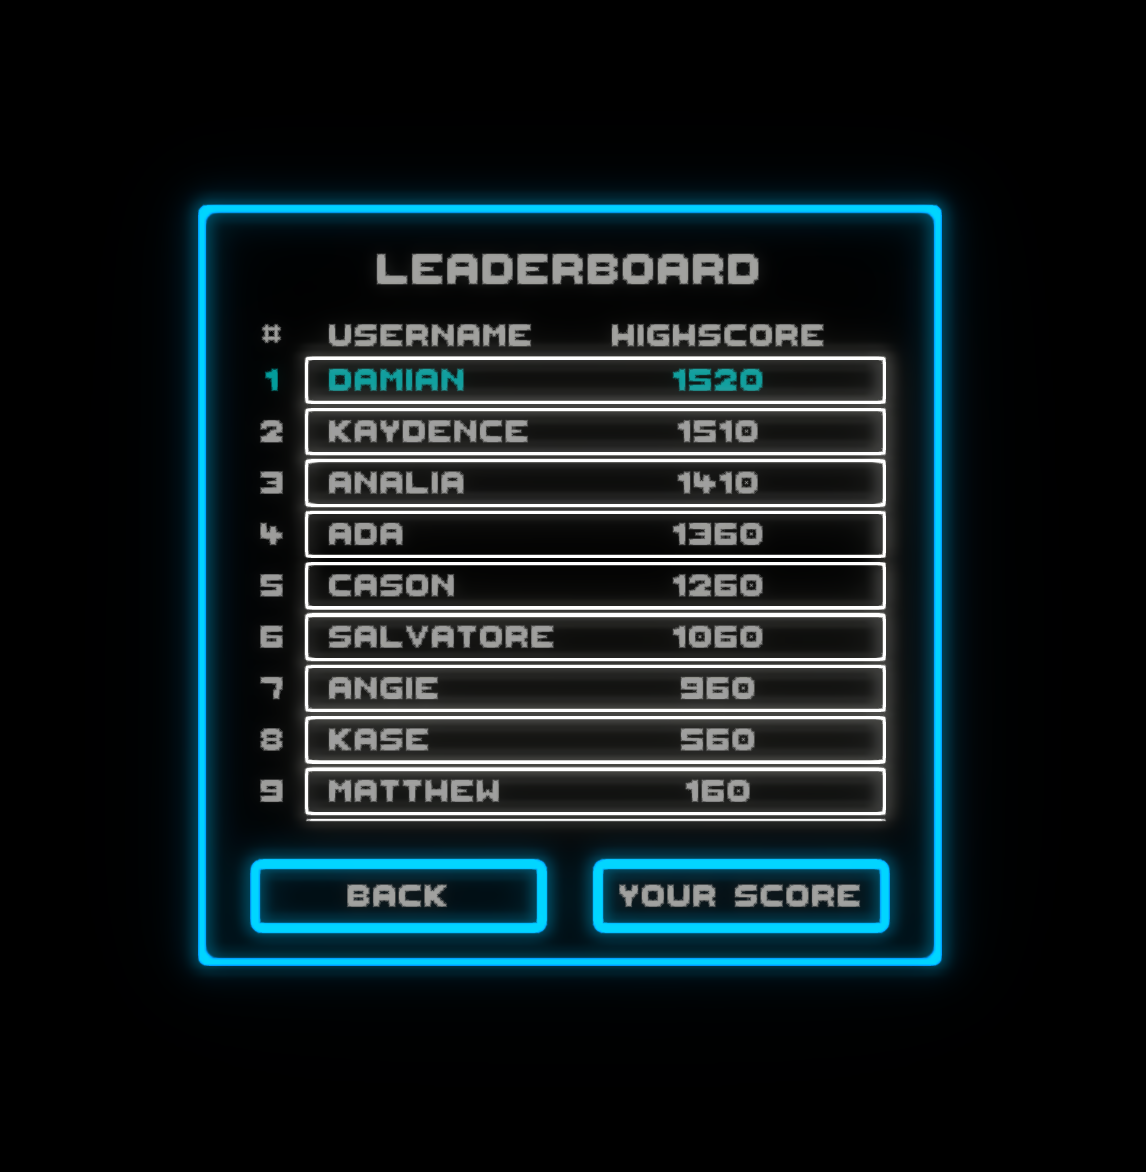 LEADERBOARD
# USERNAME HIGHSCORE
1 DAMIAN 1520
2 KAYDENCE 1510
3 ANALIA 1410
4 ADA 1360
5 CASON 1260
6 SALVATORE 1060
7 ANGIE 960
8 KASE 560
9 MATTHEW 160
BACK YOUR SCORE